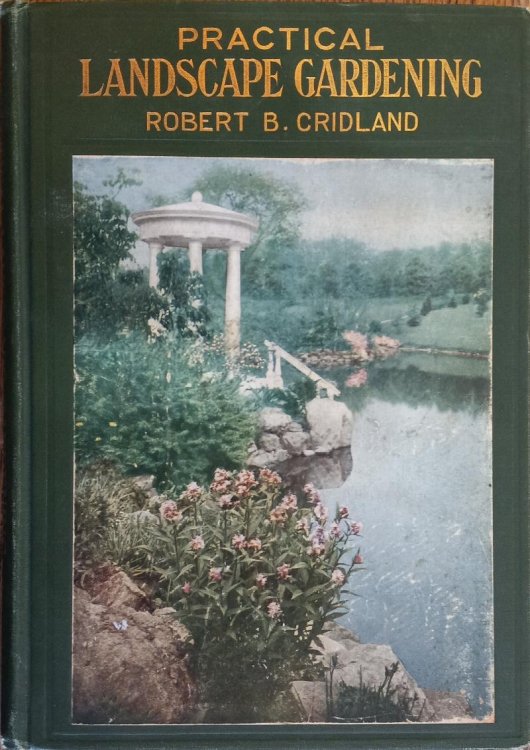 PRACTICAL
LANDSCAPE GARDENING
ROBERT B. CRIDLAND